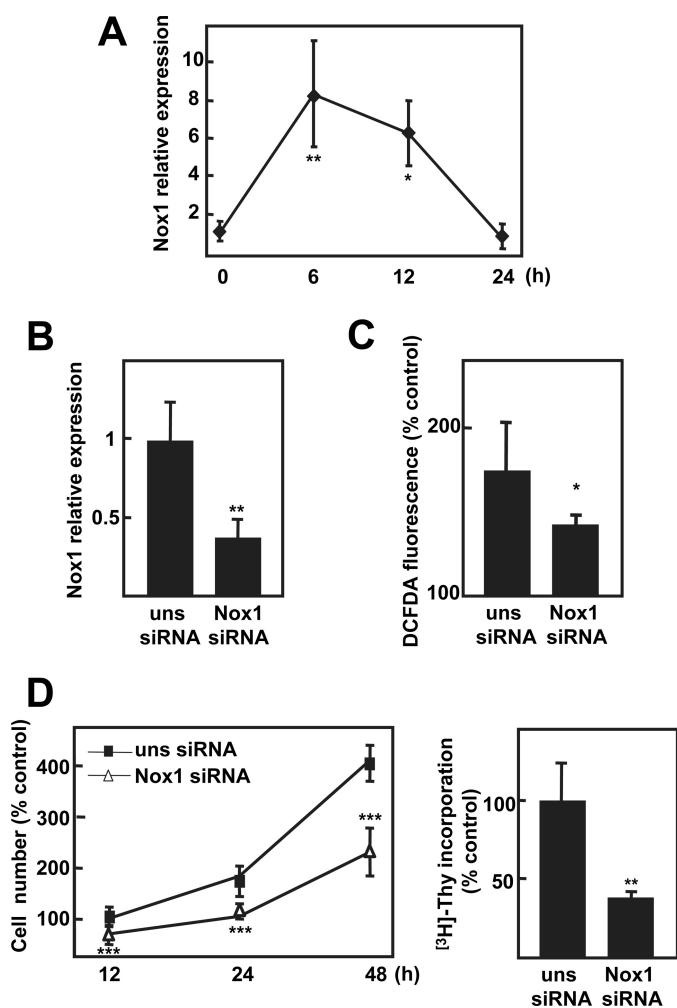 A
Nox1 relative expression
10
8
6
4
2
**
*
0 6 12 24 (h)
B
Nox1 relative expression
1
0.5
**
uns siRNA
Nox1 siRNA
C
DCFDA fluorescence (% control)
200
100
*
uns siRNA
Nox1 siRNA
D
Cell number (% control)
400
300
200
100
uns siRNA
Nox1 siRNA
***
***
***
12 24 48 (h)
[³H]-Thy incorporation
(% control)
100
50
**
uns siRNA
Nox1 siRNA